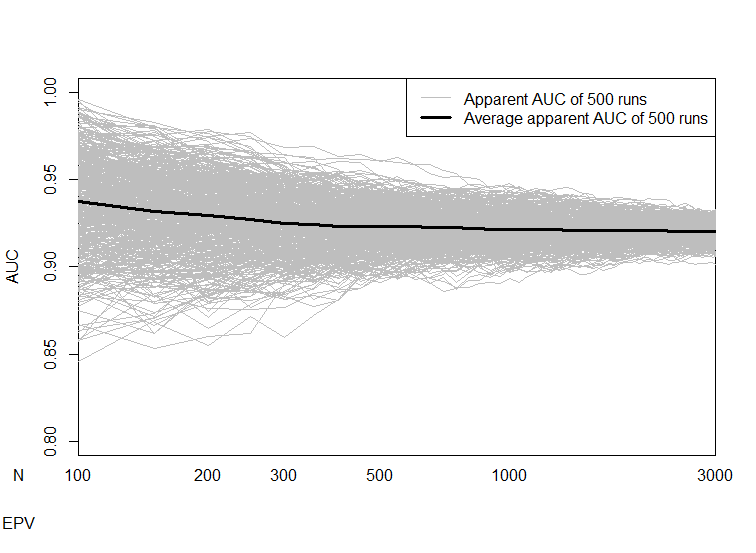 Apparent AUC of 500 runs
Average apparent AUC of 500 runs
1.00
0.95
0.90
0.85
0.80
AUC
N 100 200 300 500 1000 3000
EPV